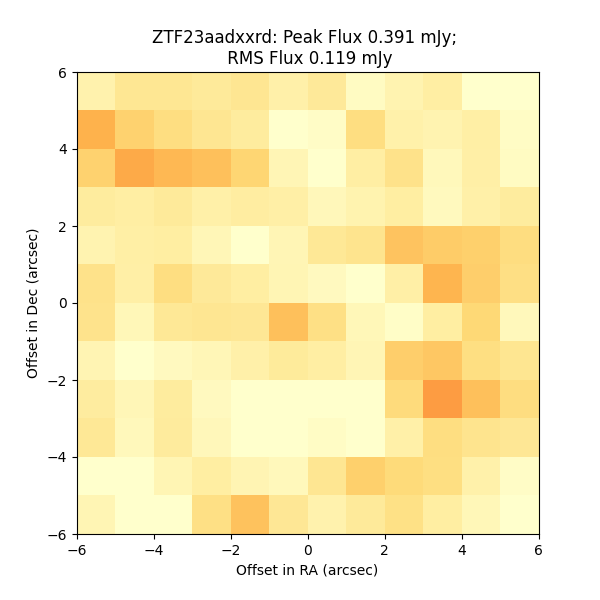 ZTF23aadxxrd: Peak Flux 0.391 mJy;
RMS Flux 0.119 mJy
6
4
2
0
−2
−4
−6
Offset in Dec (arcsec)
−6 −4 −2 0 2 4 6
Offset in RA (arcsec)